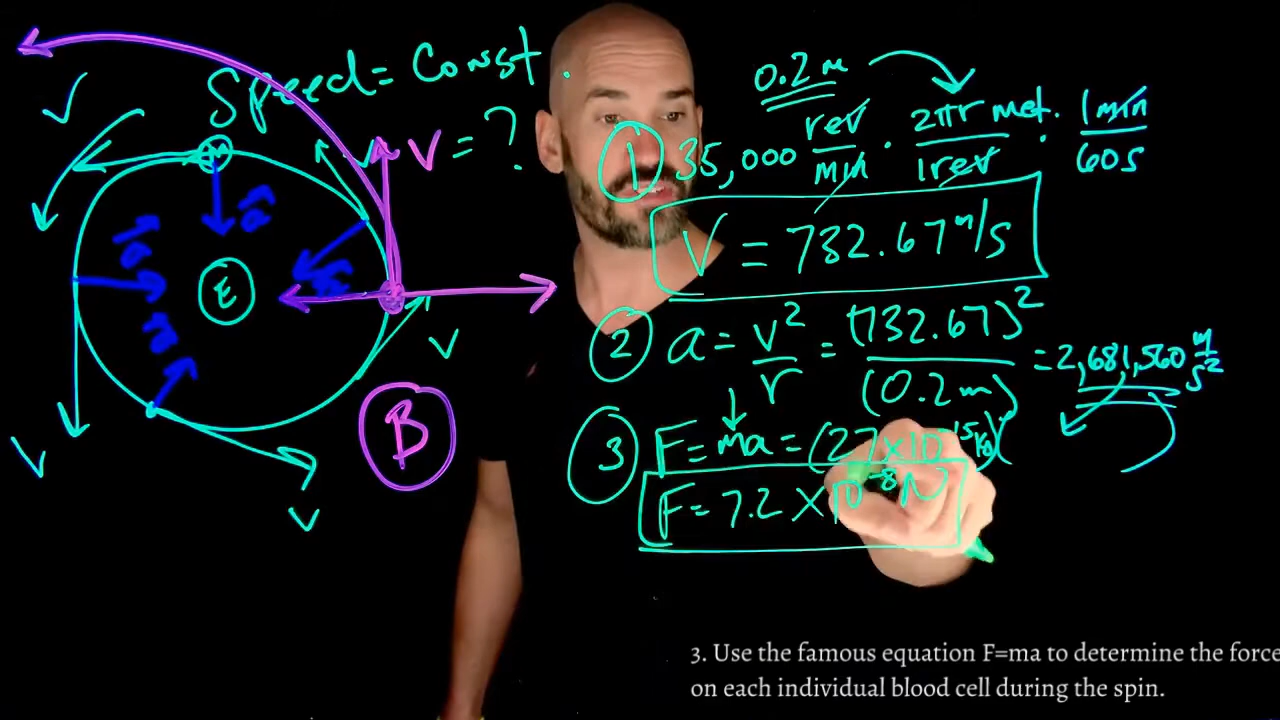 Speed = Const.
V
M
V = ?
V
a
a
a
a
E
V
V
V
B
0.2 m
① 35,000 rev/min · 2πr met./1 rev · 1 min/60 s
V = 732.67 m/s
② a = v²/r = (732.67)²/(0.2 m) = 2,681,560 m/s²
③ F = ma = (27 × 10⁻¹⁵ kg)(
F = 7.2 × 10⁻⁸ N
3. Use the famous equation F=ma to determine the force
on each individual blood cell during the spin.